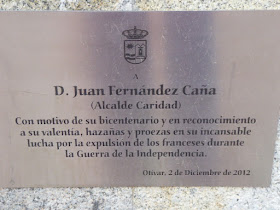 A
D. Juan Fernández Caña
(Alcalde Caridad)
Con motivo de su bicentenario y en reconocimiento
a su valentía, hazañas y proezas en su incansable
lucha por la expulsion de los franceses durante
la Guerra de la Independencia.
Otívar, 2 de Diciembre de 2012